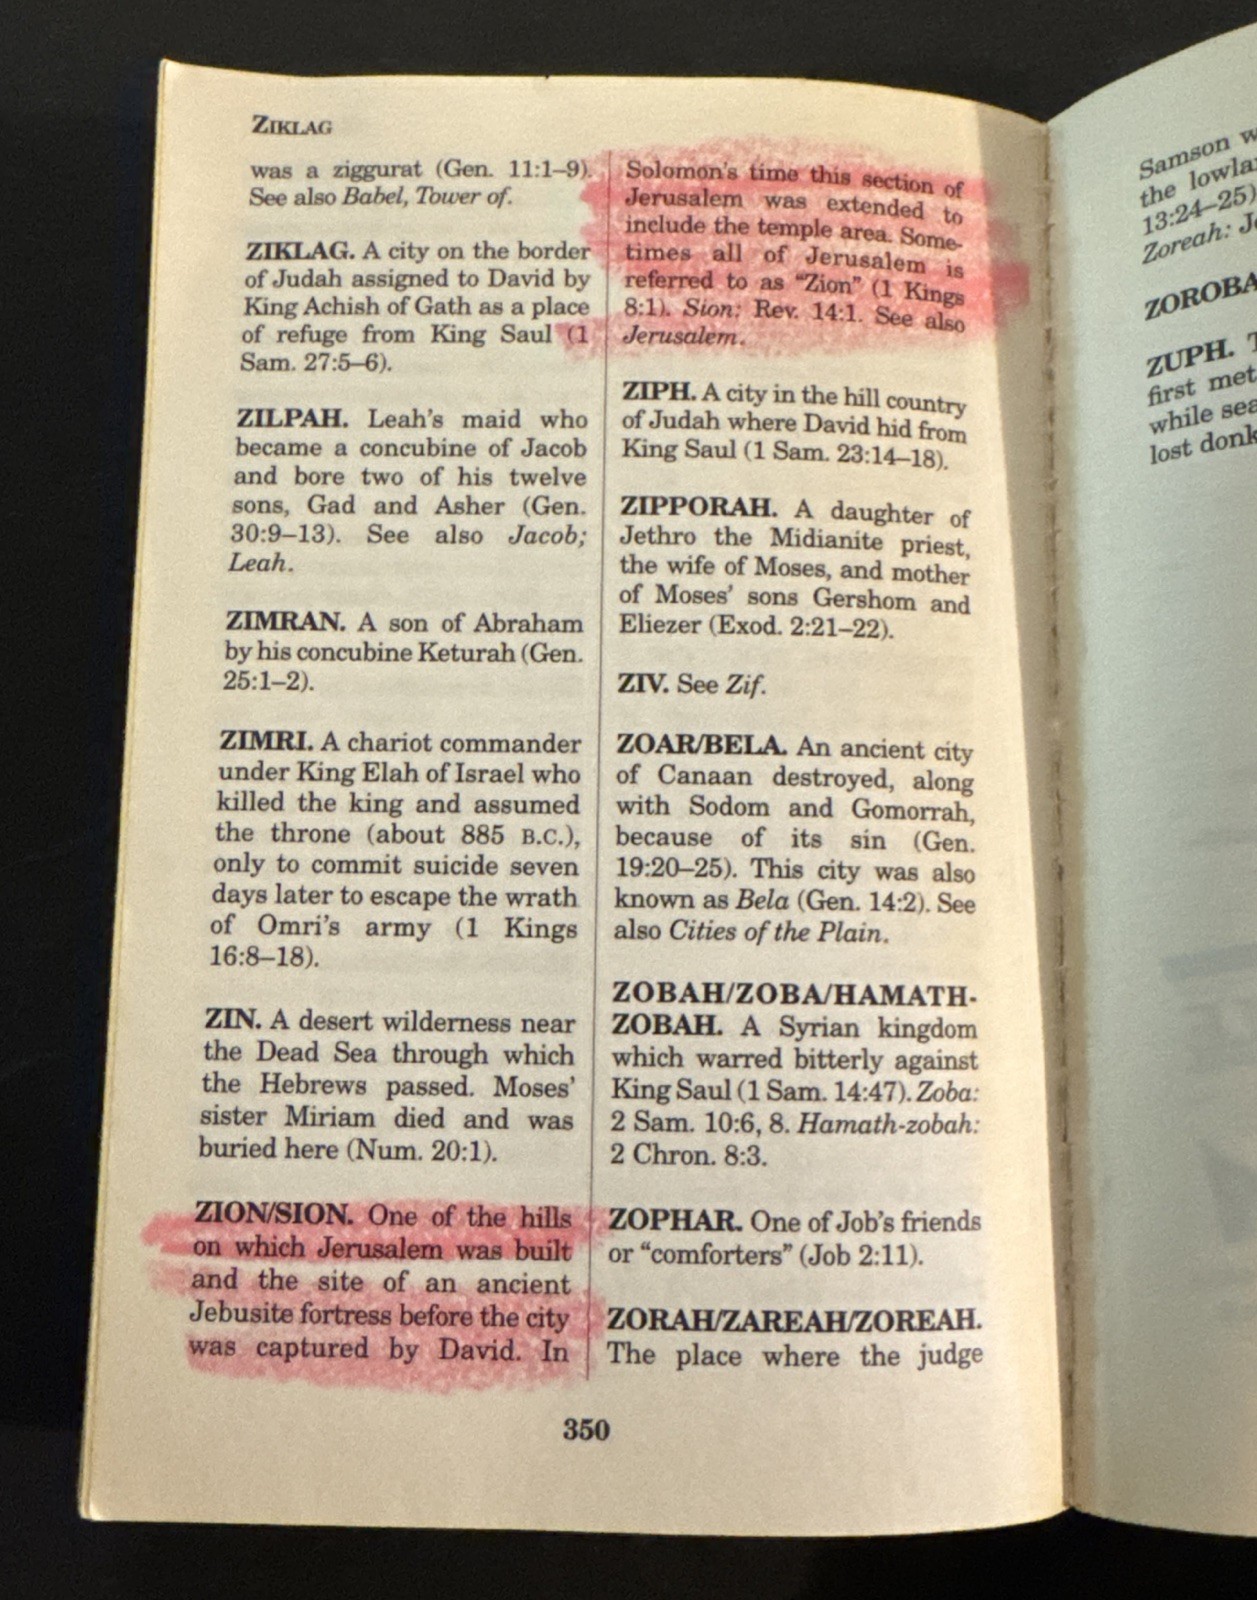 ZIKLAG
was a ziggurat (Gen. 11:1–9).
See also Babel, Tower of.
ZIKLAG. A city on the border
of Judah assigned to David by
King Achish of Gath as a place
of refuge from King Saul (1
Sam. 27:5–6).
ZILPAH. Leah's maid who
became a concubine of Jacob
and bore two of his twelve
sons, Gad and Asher (Gen.
30:9–13). See also Jacob;
Leah.
ZIMRAN. A son of Abraham
by his concubine Keturah (Gen.
25:1–2).
ZIMRI. A chariot commander
under King Elah of Israel who
killed the king and assumed
the throne (about 885 B.C.),
only to commit suicide seven
days later to escape the wrath
of Omri's army (1 Kings
16:8–18).
ZIN. A desert wilderness near
the Dead Sea through which
the Hebrews passed. Moses'
sister Miriam died and was
buried here (Num. 20:1).
ZION/SION. One of the hills
on which Jerusalem was built
and the site of an ancient
Jebusite fortress before the city
was captured by David. In
Solomon's time this section of
Jerusalem was extended to
include the temple area. Some-
times all of Jerusalem is
referred to as "Zion" (1 Kings
8:1). Sion: Rev. 14:1. See also
Jerusalem.
ZIPH. A city in the hill country
of Judah where David hid from
King Saul (1 Sam. 23:14–18).
ZIPPORAH. A daughter of
Jethro the Midianite priest,
the wife of Moses, and mother
of Moses' sons Gershom and
Eliezer (Exod. 2:21–22).
ZIV. See Zif.
ZOAR/BELA. An ancient city
of Canaan destroyed, along
with Sodom and Gomorrah,
because of its sin (Gen.
19:20–25). This city was also
known as Bela (Gen. 14:2). See
also Cities of the Plain.
ZOBAH/ZOBA/HAMATH-
ZOBAH. A Syrian kingdom
which warred bitterly against
King Saul (1 Sam. 14:47). Zoba:
2 Sam. 10:6, 8. Hamath-zobah:
2 Chron. 8:3.
ZOPHAR. One of Job's friends
or "comforters" (Job 2:11).
ZORAH/ZAREAH/ZOREAH.
The place where the judge
350
Samson
the
13:24–25)
Zoreah:
ZUPH.
first met
while
lost